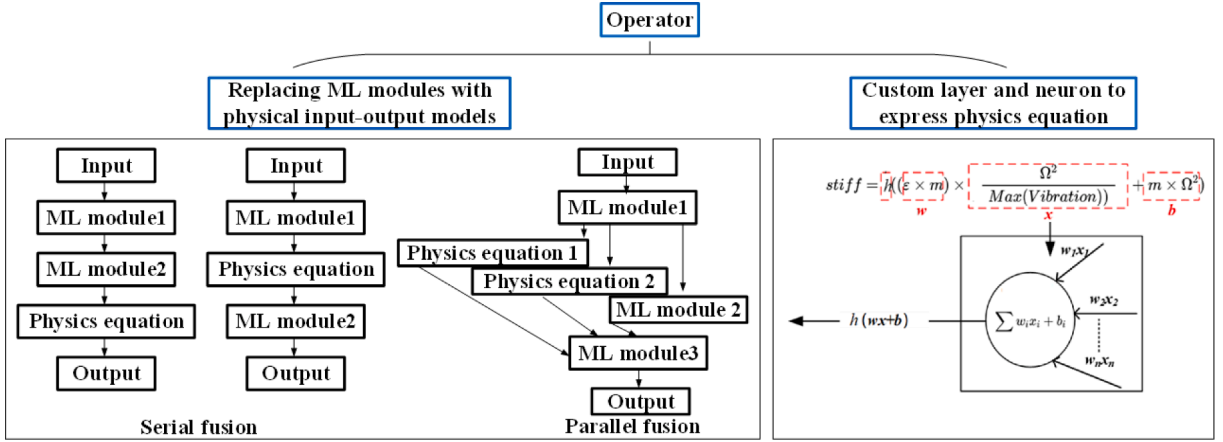 Operator
Replacing ML modules with
physical input-output models
Custom layer and neuron to
express physics equation
Input
ML module1
ML module2
Physics equation
Output
Input
ML module1
Physics equation
ML module2
Output
Serial fusion
Input
ML module1
Physics equation 1
Physics equation 2
ML module 2
ML module3
Output
Parallel fusion
stiff = h((ε × m) × Ω² / Max(Vibration)) + m × Ω²)
w
x
b
w₁x₁
w₂x₂
wₙxₙ
∑ wᵢxᵢ + bᵢ
h (wx+b)